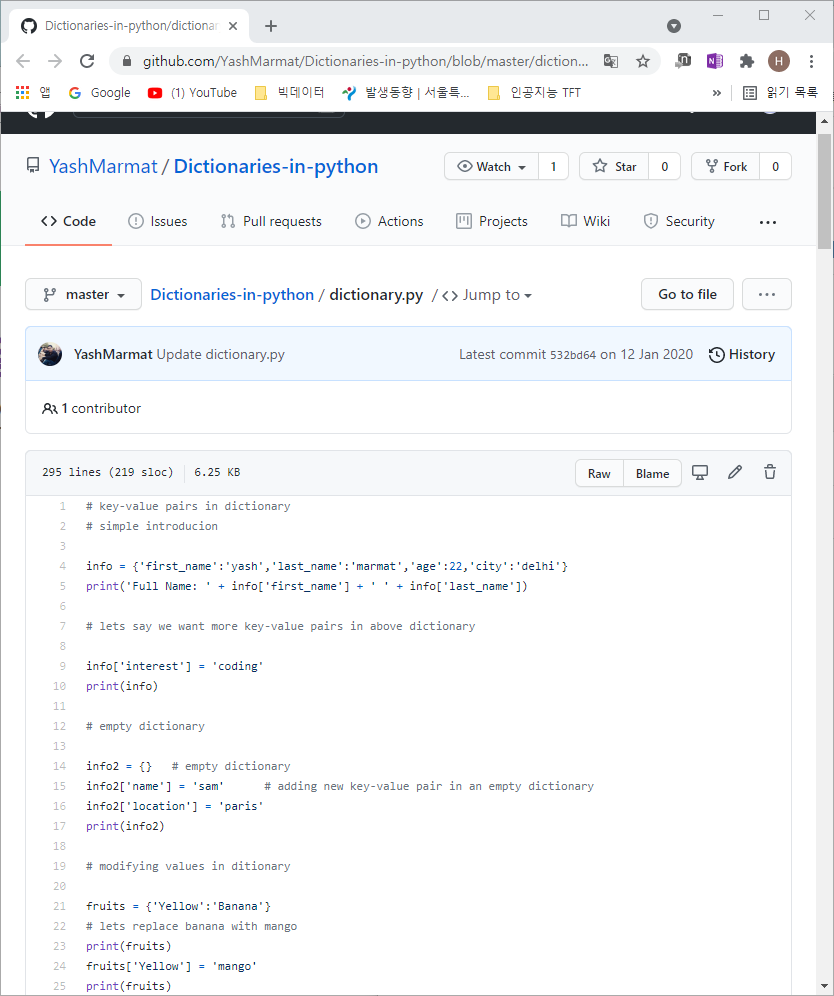 Dictionaries-in-python/dictionar
github.com/YashMarmat/Dictionaries-in-python/blob/master/diction...
H
앱 Google (1) YouTube 빅데이터 발생동향 | 서울특... 인공지능 TFT » 읽기 목록
YashMarmat / Dictionaries-in-python
Watch 1 Star 0 Fork 0
Code Issues Pull requests Actions Projects Wiki Security
master Dictionaries-in-python / dictionary.py / <> Jump to Go to file
YashMarmat Update dictionary.py Latest commit 532bd64 on 12 Jan 2020 History
1 contributor
295 lines (219 sloc) 6.25 KB Raw Blame
1 # key-value pairs in dictionary
2 # simple introducion
3
4 info = {'first_name':'yash','last_name':'marmat','age':22,'city':'delhi'}
5 print('Full Name: ' + info['first_name'] + ' ' + info['last_name'])
6
7 # lets say we want more key-value pairs in above dictionary
8
9 info['interest'] = 'coding'
10 print(info)
11
12 # empty dictionary
13
14 info2 = {} # empty dictionary
15 info2['name'] = 'sam' # adding new key-value pair in an empty dictionary
16 info2['location'] = 'paris'
17 print(info2)
18
19 # modifying values in ditionary
20
21 fruits = {'Yellow':'Banana'}
22 # lets replace banana with mango
23 print(fruits)
24 fruits['Yellow'] = 'mango'
25 print(fruits)